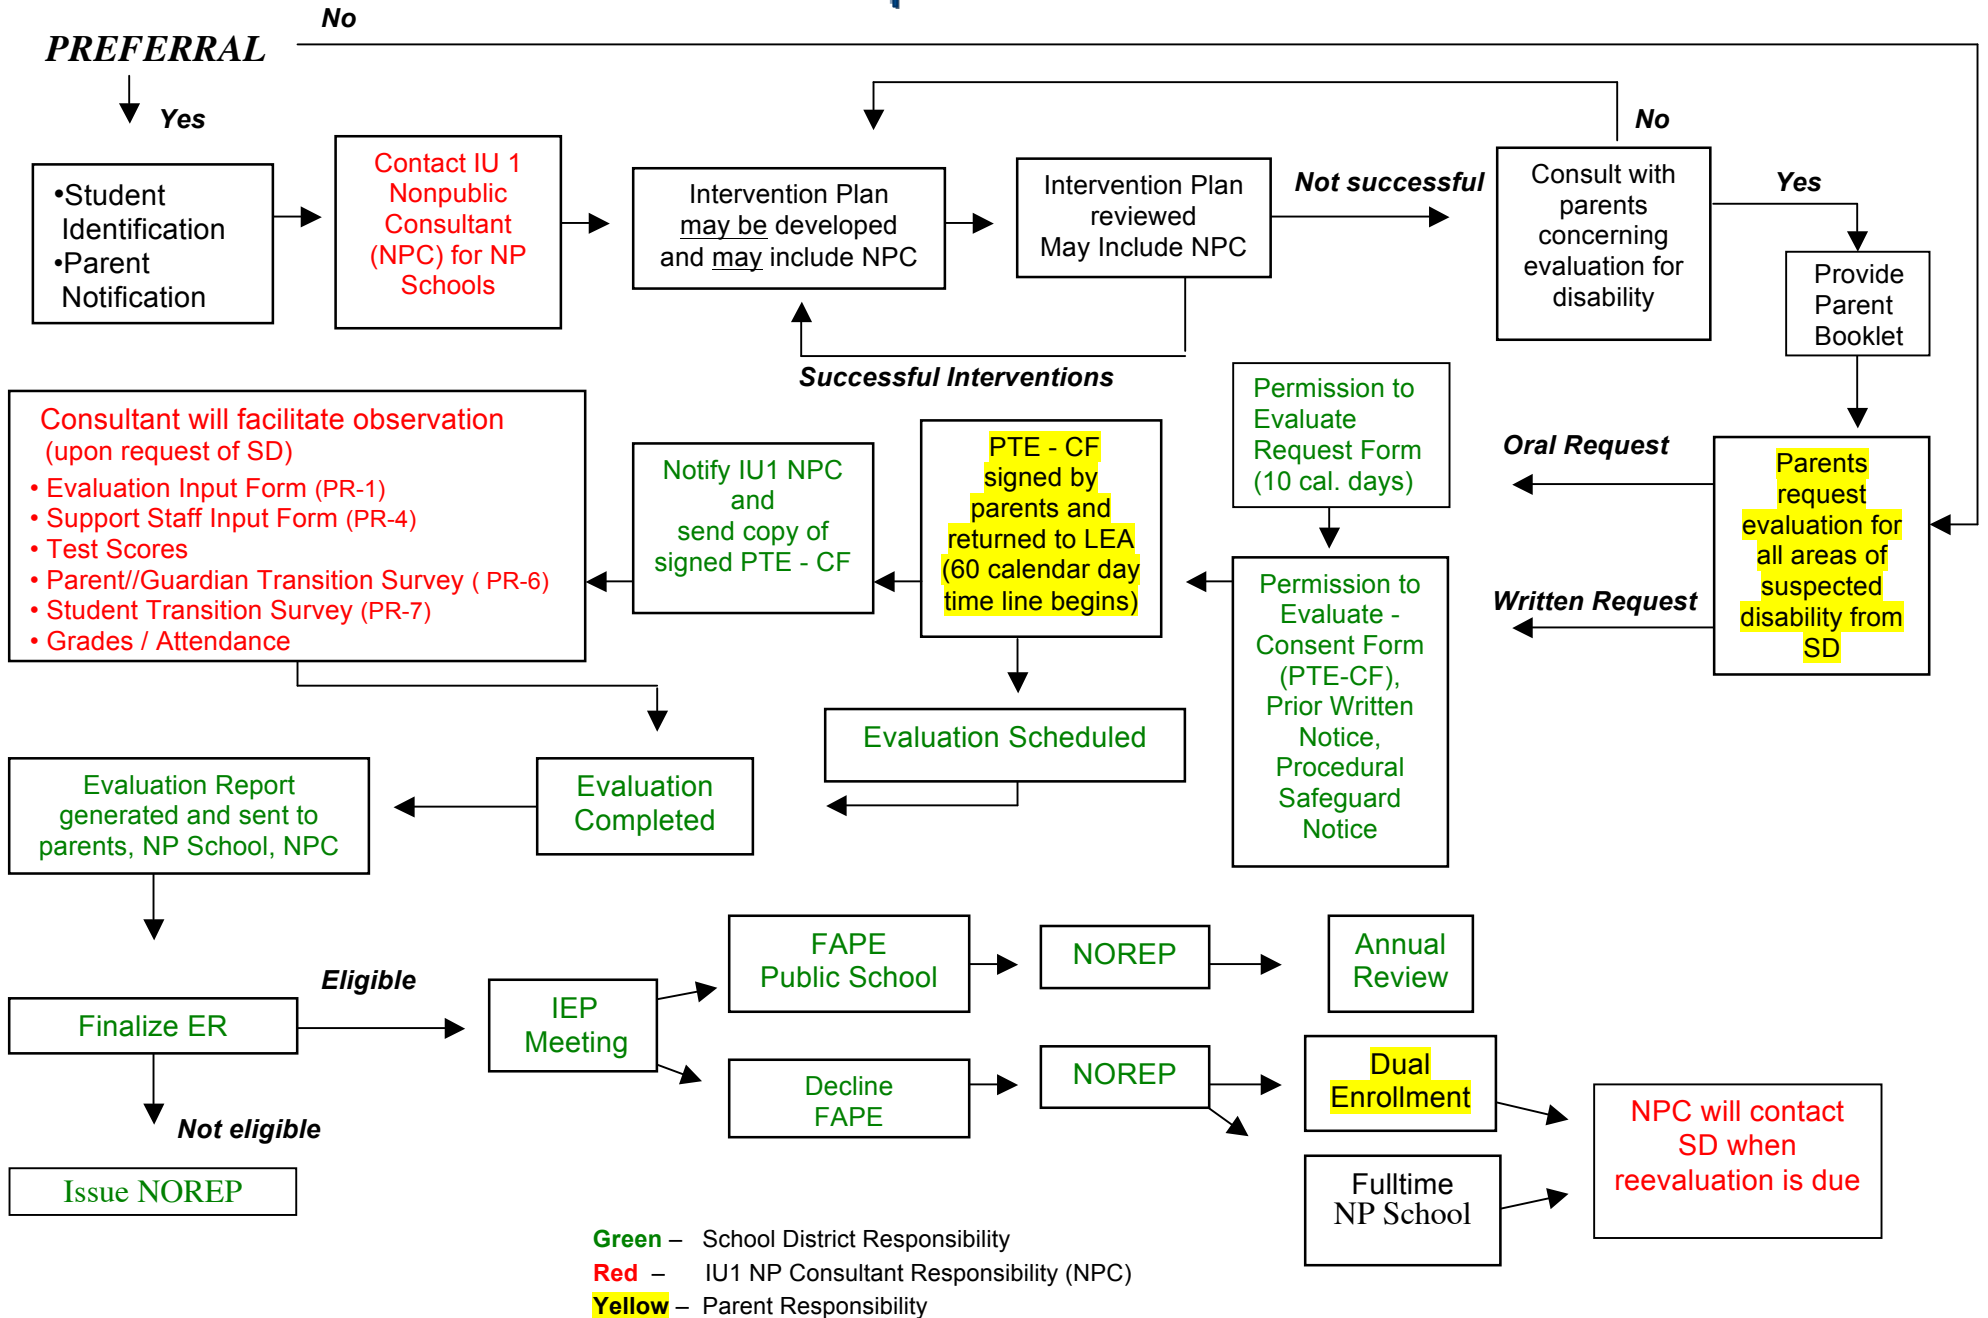 No
PREFERRAL
Yes
•Student
Identification
•Parent
Notification
Contact IU 1
Nonpublic
Consultant
(NPC) for NP
Schools
Intervention Plan
may be developed
and may include NPC
Intervention Plan
reviewed
May Include NPC
Not successful
No
Consult with
parents
concerning
evaluation for
disability
Yes
Provide
Parent
Booklet
Successful Interventions
Consultant will facilitate observation
(upon request of SD)
• Evaluation Input Form (PR-1)
• Support Staff Input Form (PR-4)
• Test Scores
• Parent//Guardian Transition Survey ( PR-6)
• Student Transition Survey (PR-7)
• Grades / Attendance
Notify IU1 NPC
and
send copy of
signed PTE - CF
PTE - CF
signed by
parents and
returned to LEA
(60 calendar day
time line begins)
Permission to
Evaluate
Request Form
(10 cal. days)
Oral Request
Written Request
Parents
request
evaluation for
all areas of
suspected
disability from
SD
Permission to
Evaluate -
Consent Form
(PTE-CF),
Prior Written
Notice,
Procedural
Safeguard
Notice
Evaluation Scheduled
Evaluation
Completed
Evaluation Report
generated and sent to
parents, NP School, NPC
Finalize ER
Eligible
Not eligible
Issue NOREP
IEP
Meeting
FAPE
Public School
NOREP
Annual
Review
Decline
FAPE
NOREP
Dual
Enrollment
Fulltime
NP School
NPC will contact
SD when
reevaluation is due
Green – School District Responsibility
Red – IU1 NP Consultant Responsibility (NPC)
Yellow – Parent Responsibility